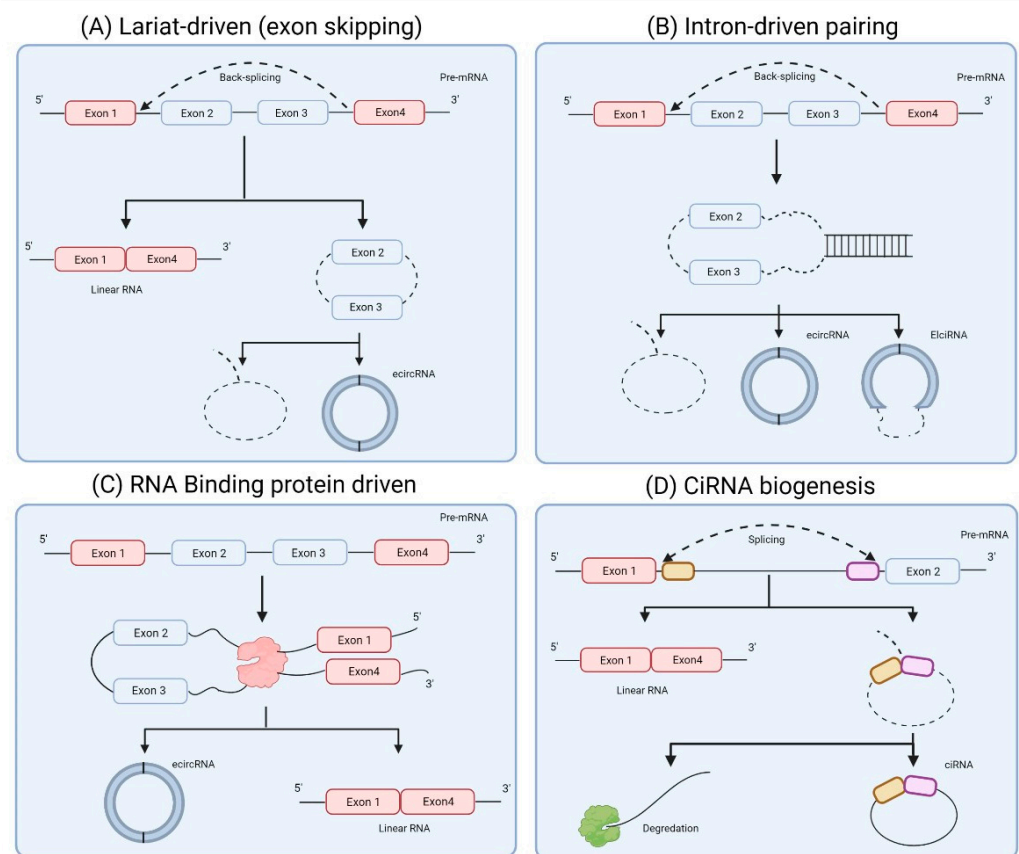 (A) Lariat-driven (exon skipping)
Back-splicing
Pre-mRNA
5'
Exon 1
Exon 2
Exon 3
Exon4
3'
5'
Exon 1
Exon4
3'
Linear RNA
Exon 2
Exon 3
ecircRNA
(B) Intron-driven pairing
Back-splicing
Pre-mRNA
5'
Exon 1
Exon 2
Exon 3
Exon4
3'
Exon 2
Exon 3
ecircRNA
ElciRNA
(C) RNA Binding protein driven
Pre-mRNA
5'
Exon 1
Exon 2
Exon 3
Exon4
3'
Exon 2
Exon 3
5'
Exon 1
Exon4
3'
ecircRNA
5'
Exon 1
Exon4
3'
Linear RNA
(D) CiRNA biogenesis
Splicing
Pre-mRNA
5'
Exon 1
Exon 2
3'
5'
Exon 1
Exon4
3'
Linear RNA
ciRNA
Degredation